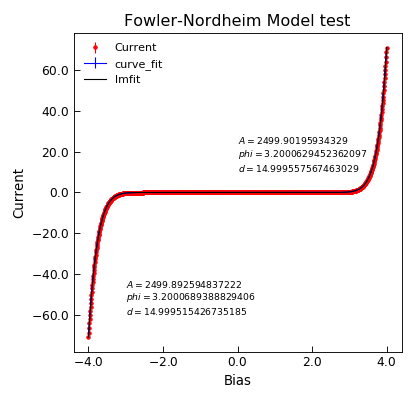 Fowler-Nordheim Model test
Current
curve_fit
lmfit
60.0
40.0
20.0
0.0
−20.0
−40.0
−60.0
A = 2499.90195934329
phi = 3.2000629452362097
d = 14.999557567463029
A = 2499.892594837222
phi = 3.2000689388829406
d = 14.999515426735185
Current
−4.0 −2.0 0.0 2.0 4.0
Bias